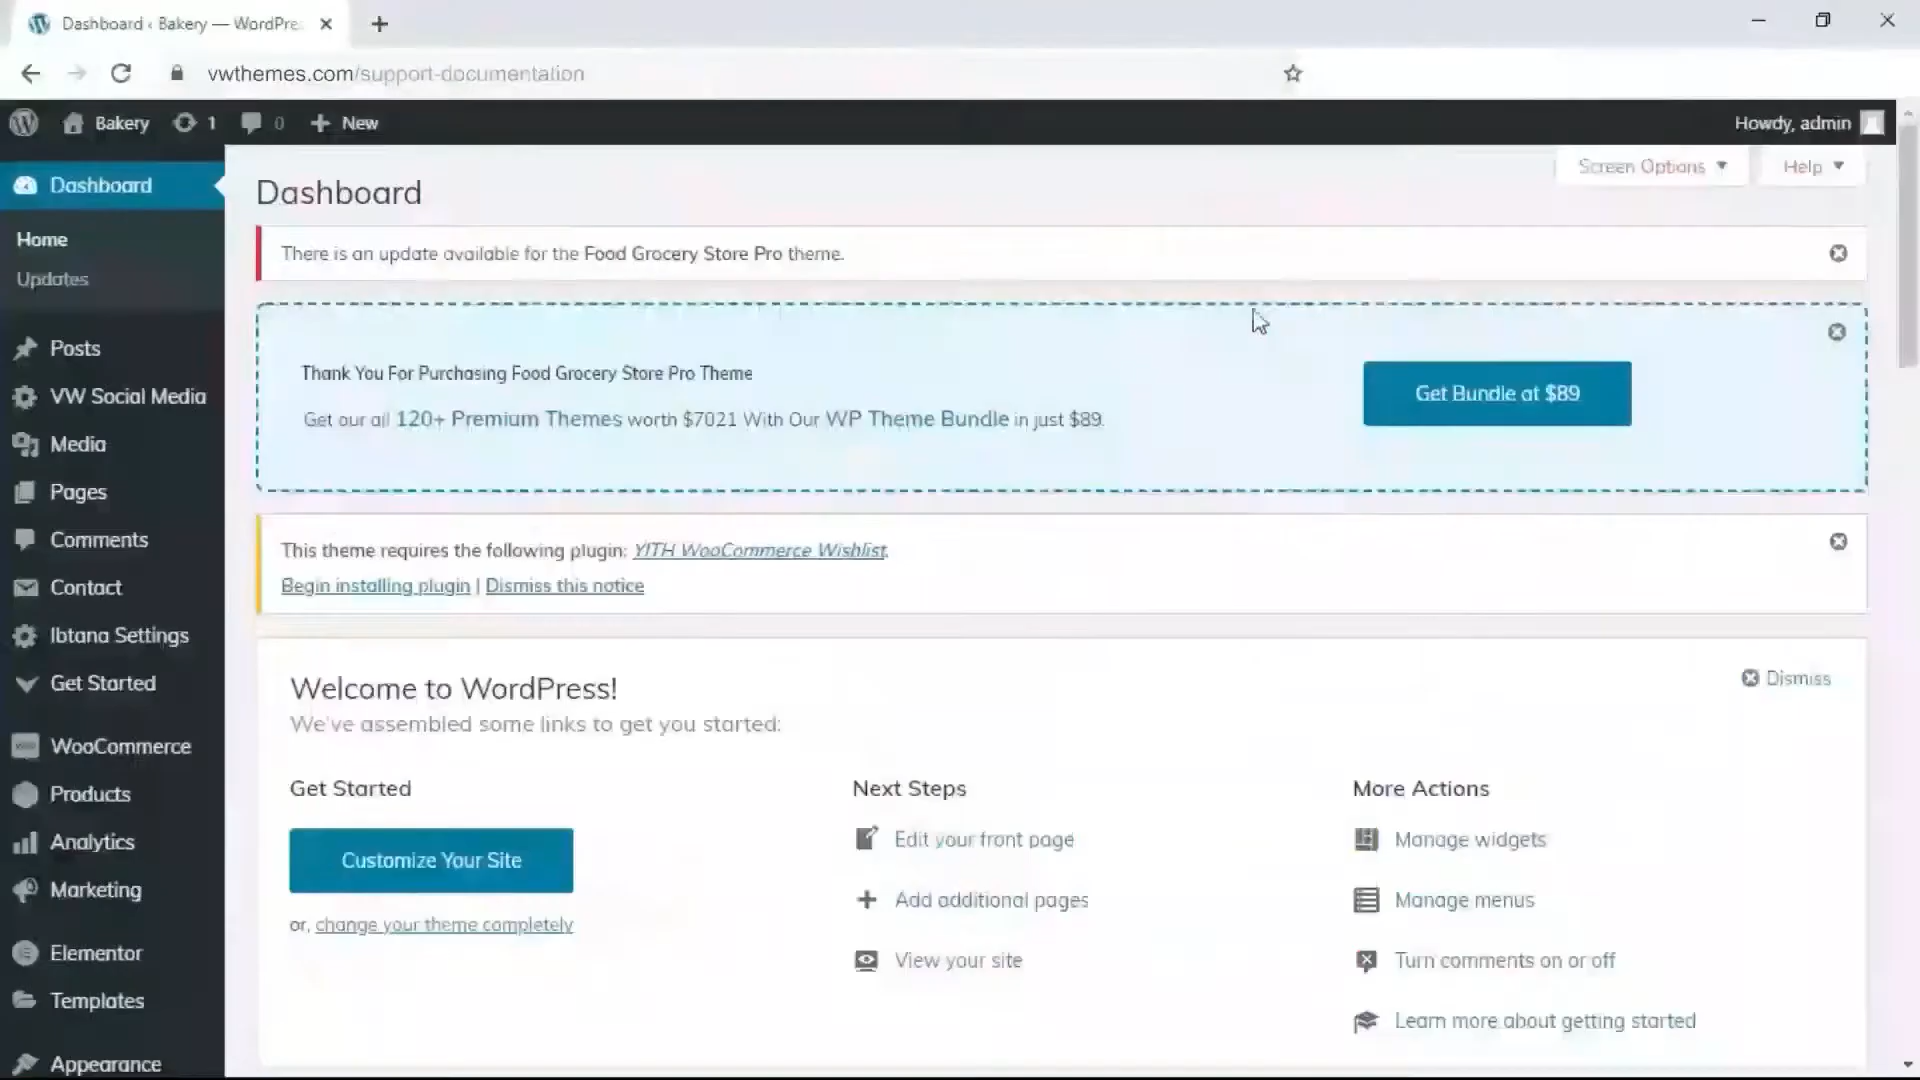 Dashboard ‹ Bakery — WordPre
vwthemes.com/support-documentation
Bakery 1 0 New
Howdy, admin
Screen Options
Help
Dashboard
Home
Updates
Posts
VW Social Media
Media
Pages
Comments
Contact
Ibtana Settings
Get Started
WooCommerce
Products
Analytics
Marketing
Elementor
Templates
Appearance
Dashboard
There is an update available for the Food Grocery Store Pro theme.
Thank You For Purchasing Food Grocery Store Pro Theme
Get our all 120+ Premium Themes worth $7021 With Our WP Theme Bundle in just $89.
Get Bundle at $89
This theme requires the following plugin: YITH WooCommerce Wishlist.
Begin installing plugin | Dismiss this notice
Welcome to WordPress!
We've assembled some links to get you started:
Dismiss
Get Started
Customize Your Site
or, change your theme completely
Next Steps
Edit your front page
Add additional pages
View your site
More Actions
Manage widgets
Manage menus
Turn comments on or off
Learn more about getting started